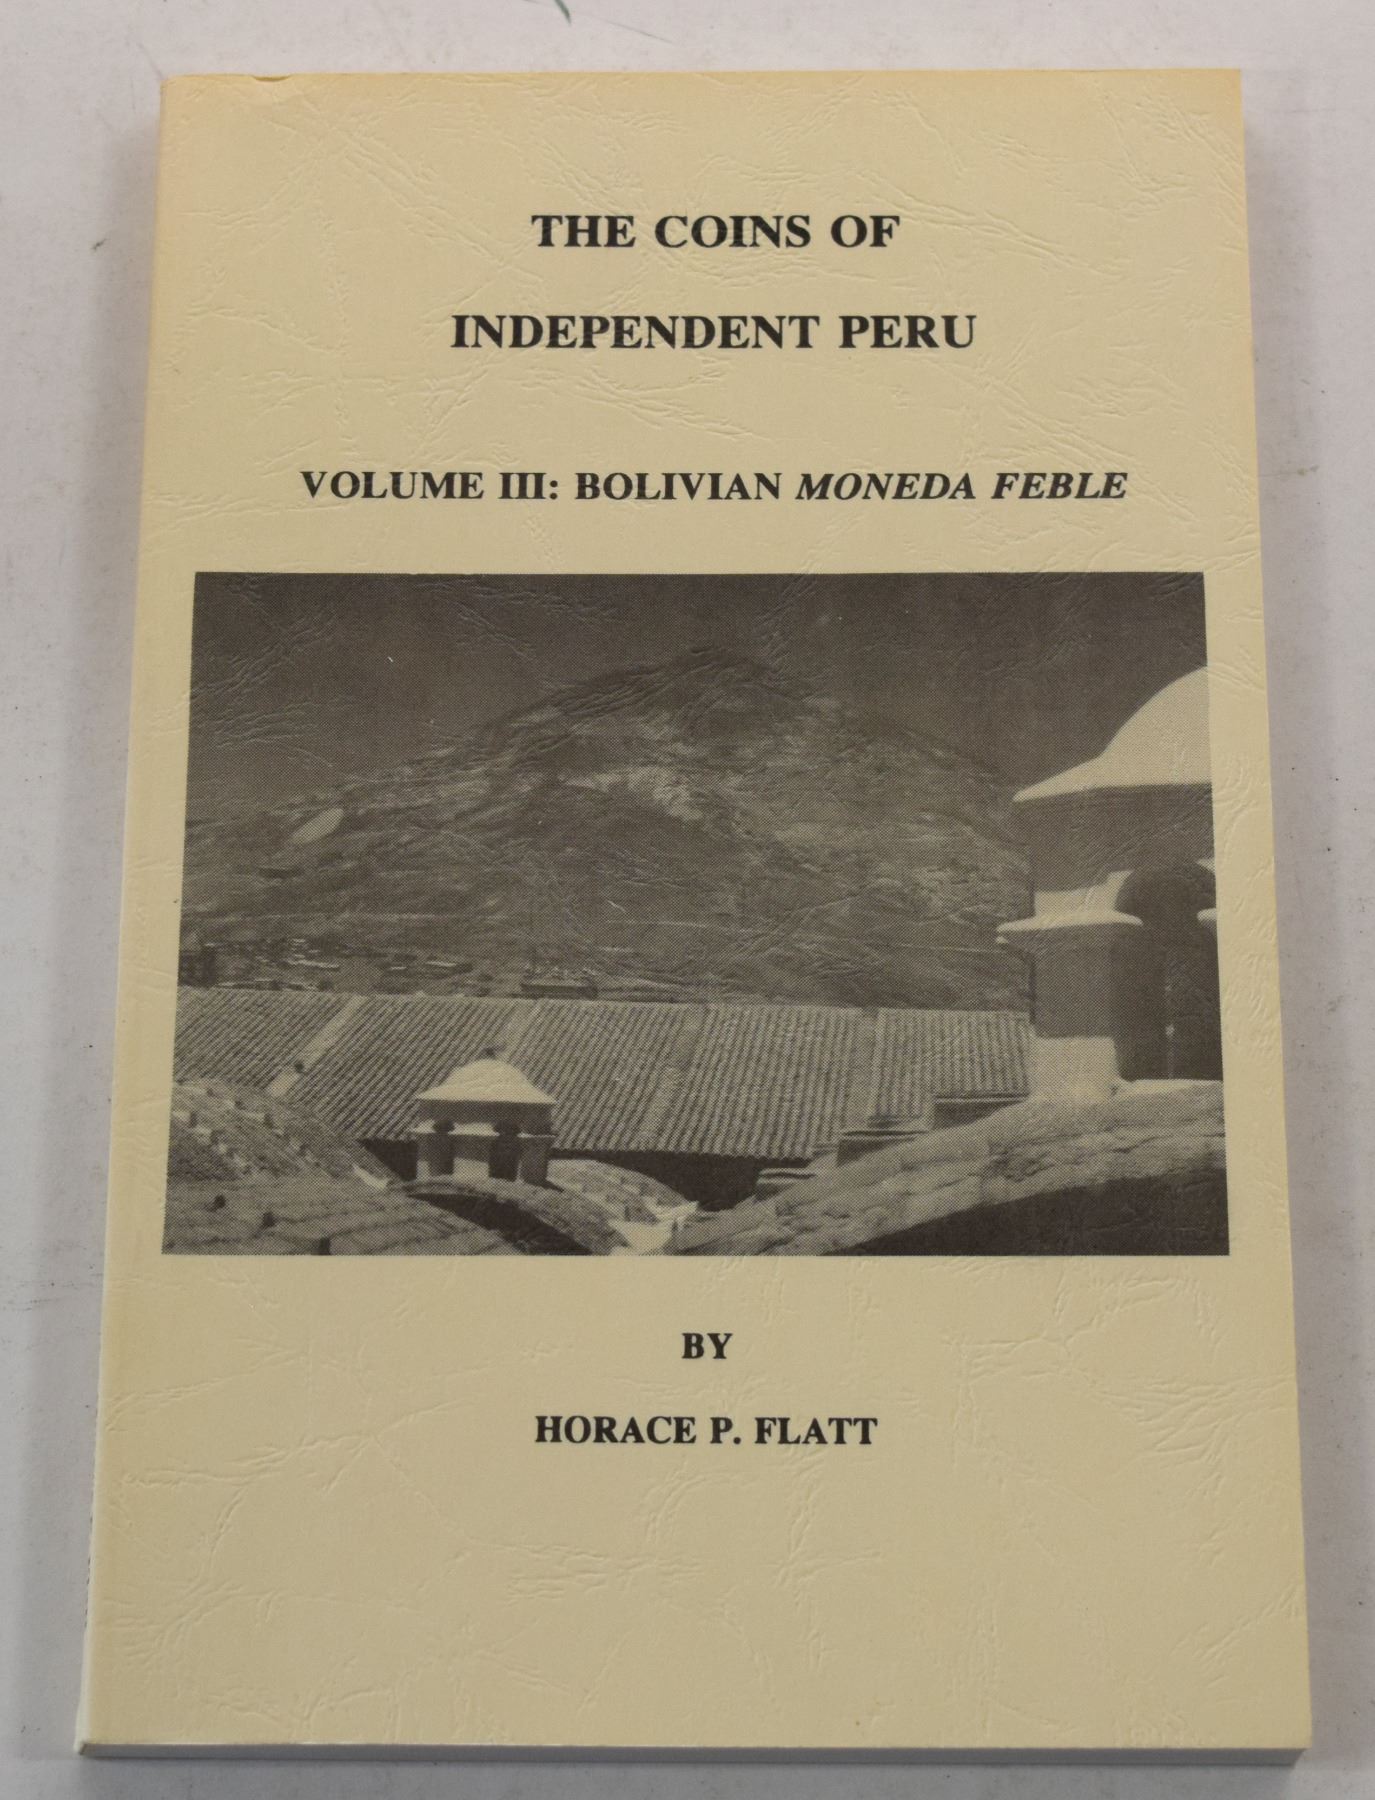 THE COINS OF
INDEPENDENT PERU
VOLUME III: BOLIVIAN MONEDA FEBLE
BY
HORACE P. FLATT